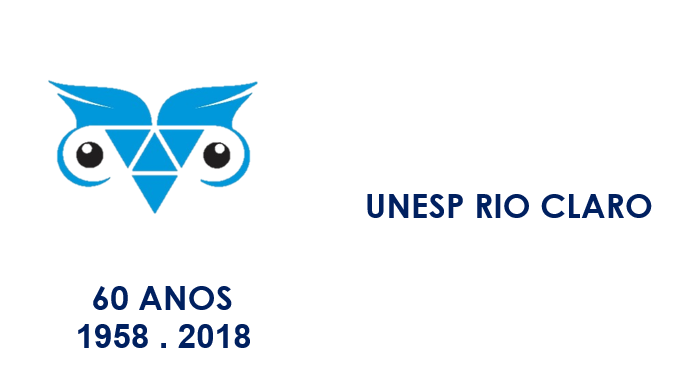 UNESP RIO CLARO
60 ANOS
1958 . 2018